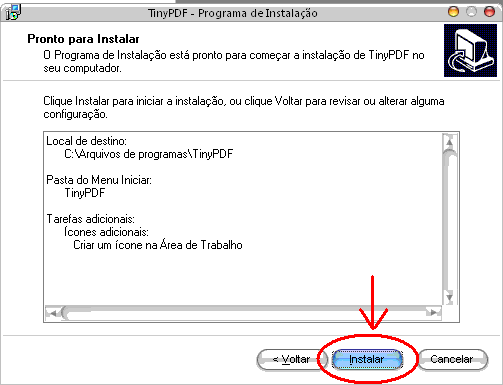 TinyPDF - Programa de Instalação
Pronto para Instalar
O Programa de Instalação está pronto para começar a instalação de TinyPDF no
seu computador.
Clique Instalar para iniciar a instalação, ou clique Voltar para revisar ou alterar alguma
configuração.
Local de destino:
C:\Arquivos de programas\TinyPDF
Pasta do Menu Iniciar:
TinyPDF
Tarefas adicionais:
Ícones adicionais:
Criar um ícone na Área de Trabalho
< Voltar
Instalar
Cancelar